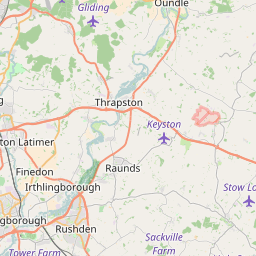 Oundle
Gliding
Thrapston
Keyston
ton Latimer
Raunds
Finedon
Irthlingborough
Stow Lo
gborough
Rushden
Sackville
Farm
Tower Farm